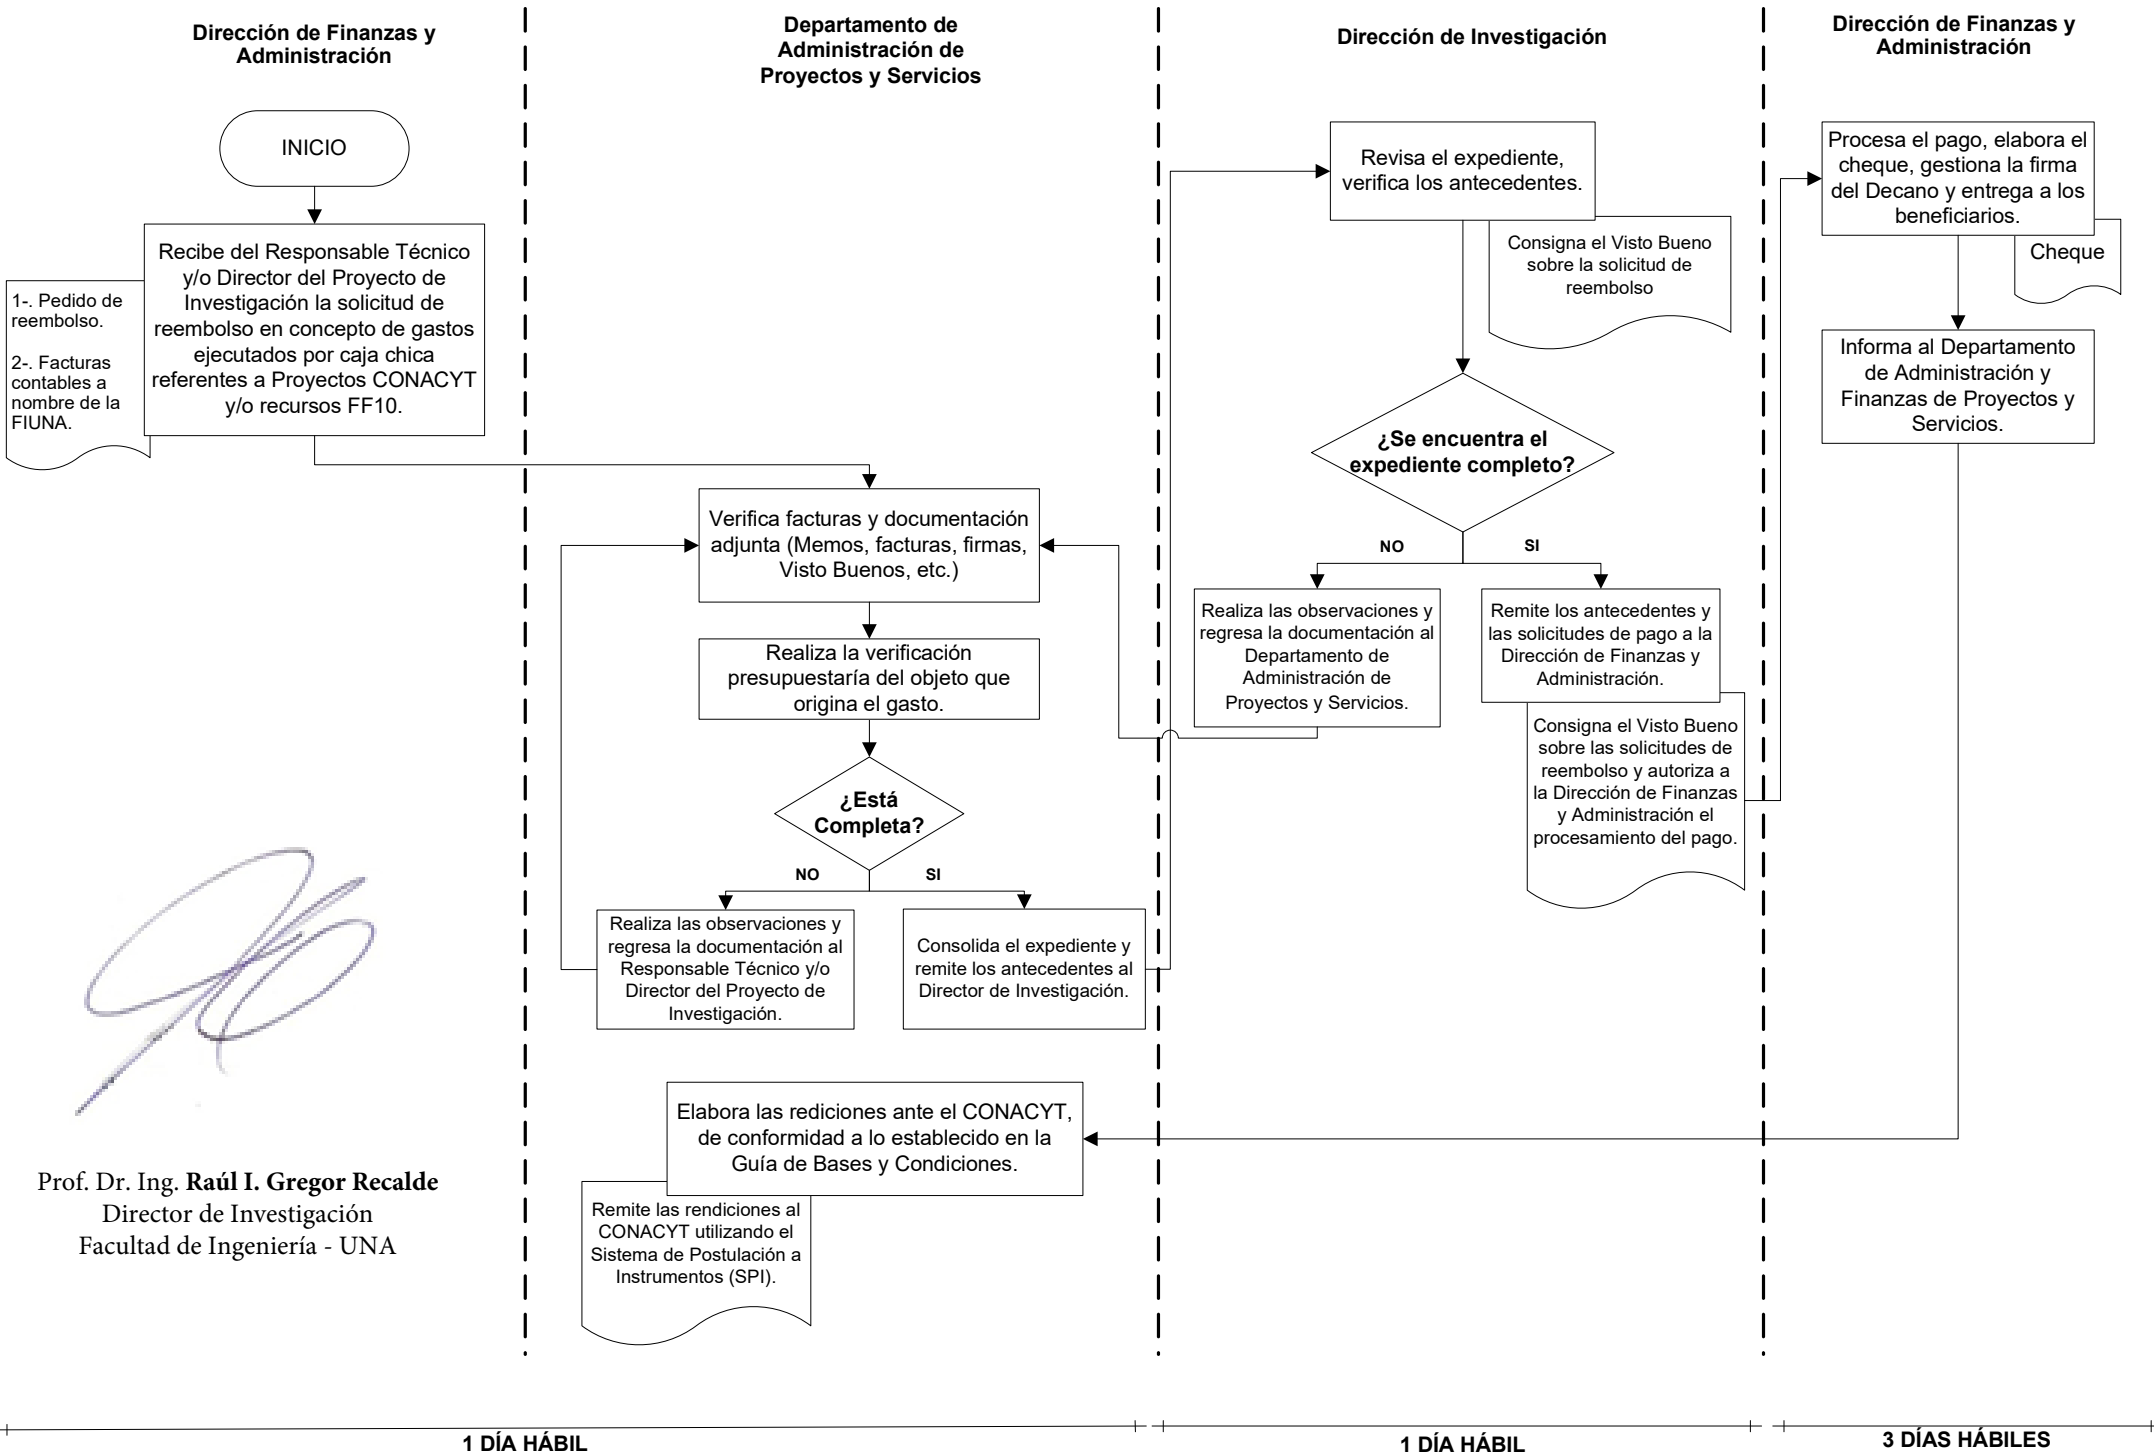 Dirección de Finanzas y
Administración
Departamento de
Administración de
Proyectos y Servicios
Dirección de Investigación
Dirección de Finanzas y
Administración
INICIO
Recibe del Responsable Técnico
y/o Director del Proyecto de
Investigación la solicitud de
reembolso en concepto de gastos
ejecutados por caja chica
referentes a Proyectos CONACYT
y/o recursos FF10.
1-. Pedido de
reembolso.
2-. Facturas
contables a
nombre de la
FIUNA.
Verifica facturas y documentación
adjunta (Memos, facturas, firmas,
Visto Buenos, etc.)
Realiza la verificación
presupuestaría del objeto que
origina el gasto.
¿Está
Completa?
NO
SI
Realiza las observaciones y
regresa la documentación al
Responsable Técnico y/o
Director del Proyecto de
Investigación.
Consolida el expediente y
remite los antecedentes al
Director de Investigación.
Revisa el expediente,
verifica los antecedentes.
Consigna el Visto Bueno
sobre la solicitud de
reembolso
¿Se encuentra el
expediente completo?
NO
SI
Realiza las observaciones y
regresa la documentación al
Departamento de
Administración de
Proyectos y Servicios.
Remite los antecedentes y
las solicitudes de pago a la
Dirección de Finanzas y
Administración.
Consigna el Visto Bueno
sobre las solicitudes de
reembolso y autoriza a
la Dirección de Finanzas
y Administración el
procesamiento del pago.
Procesa el pago, elabora el
cheque, gestiona la firma
del Decano y entrega a los
beneficiarios.
Cheque
Informa al Departamento
de Administración y
Finanzas de Proyectos y
Servicios.
Elabora las rediciones ante el CONACYT,
de conformidad a lo establecido en la
Guía de Bases y Condiciones.
Remite las rendiciones al
CONACYT utilizando el
Sistema de Postulación a
Instrumentos (SPI).
Prof. Dr. Ing. Raúl I. Gregor Recalde
Director de Investigación
Facultad de Ingeniería - UNA
1 DÍA HÁBIL
1 DÍA HÁBIL
3 DÍAS HÁBILES